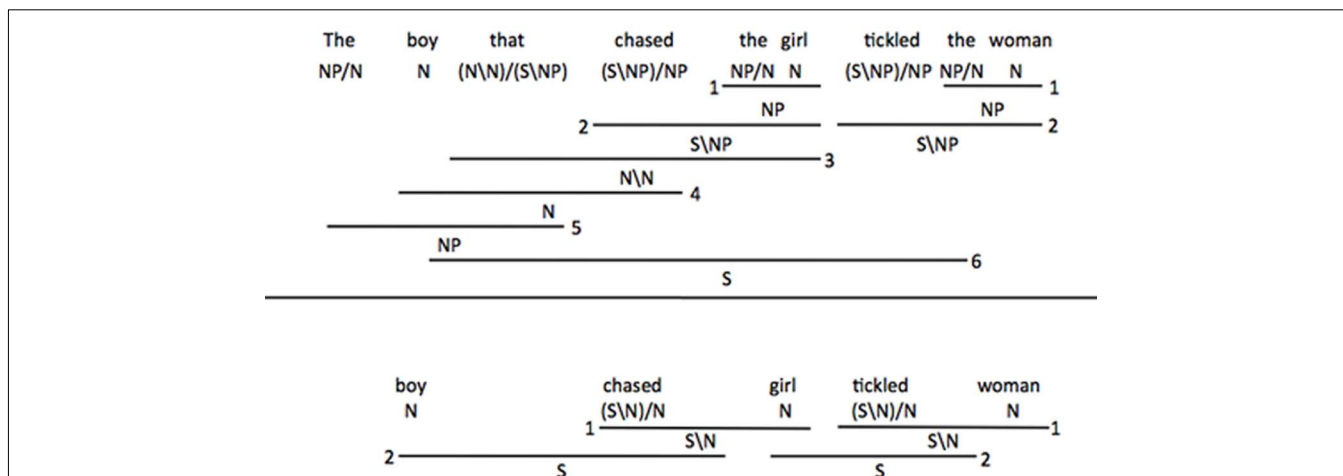 The boy that chased the girl tickled the woman
NP/N N (N\N)/(S\NP) (S\NP)/NP NP/N N (S\NP)/NP NP/N N
1 1
NP NP
2 2
S\NP S\NP
3
N\N
4
N
5
NP
6
S
boy chased girl tickled woman
N (S\N)/N N (S\N)/N N
1 1
S\N S\N
2 2
S S